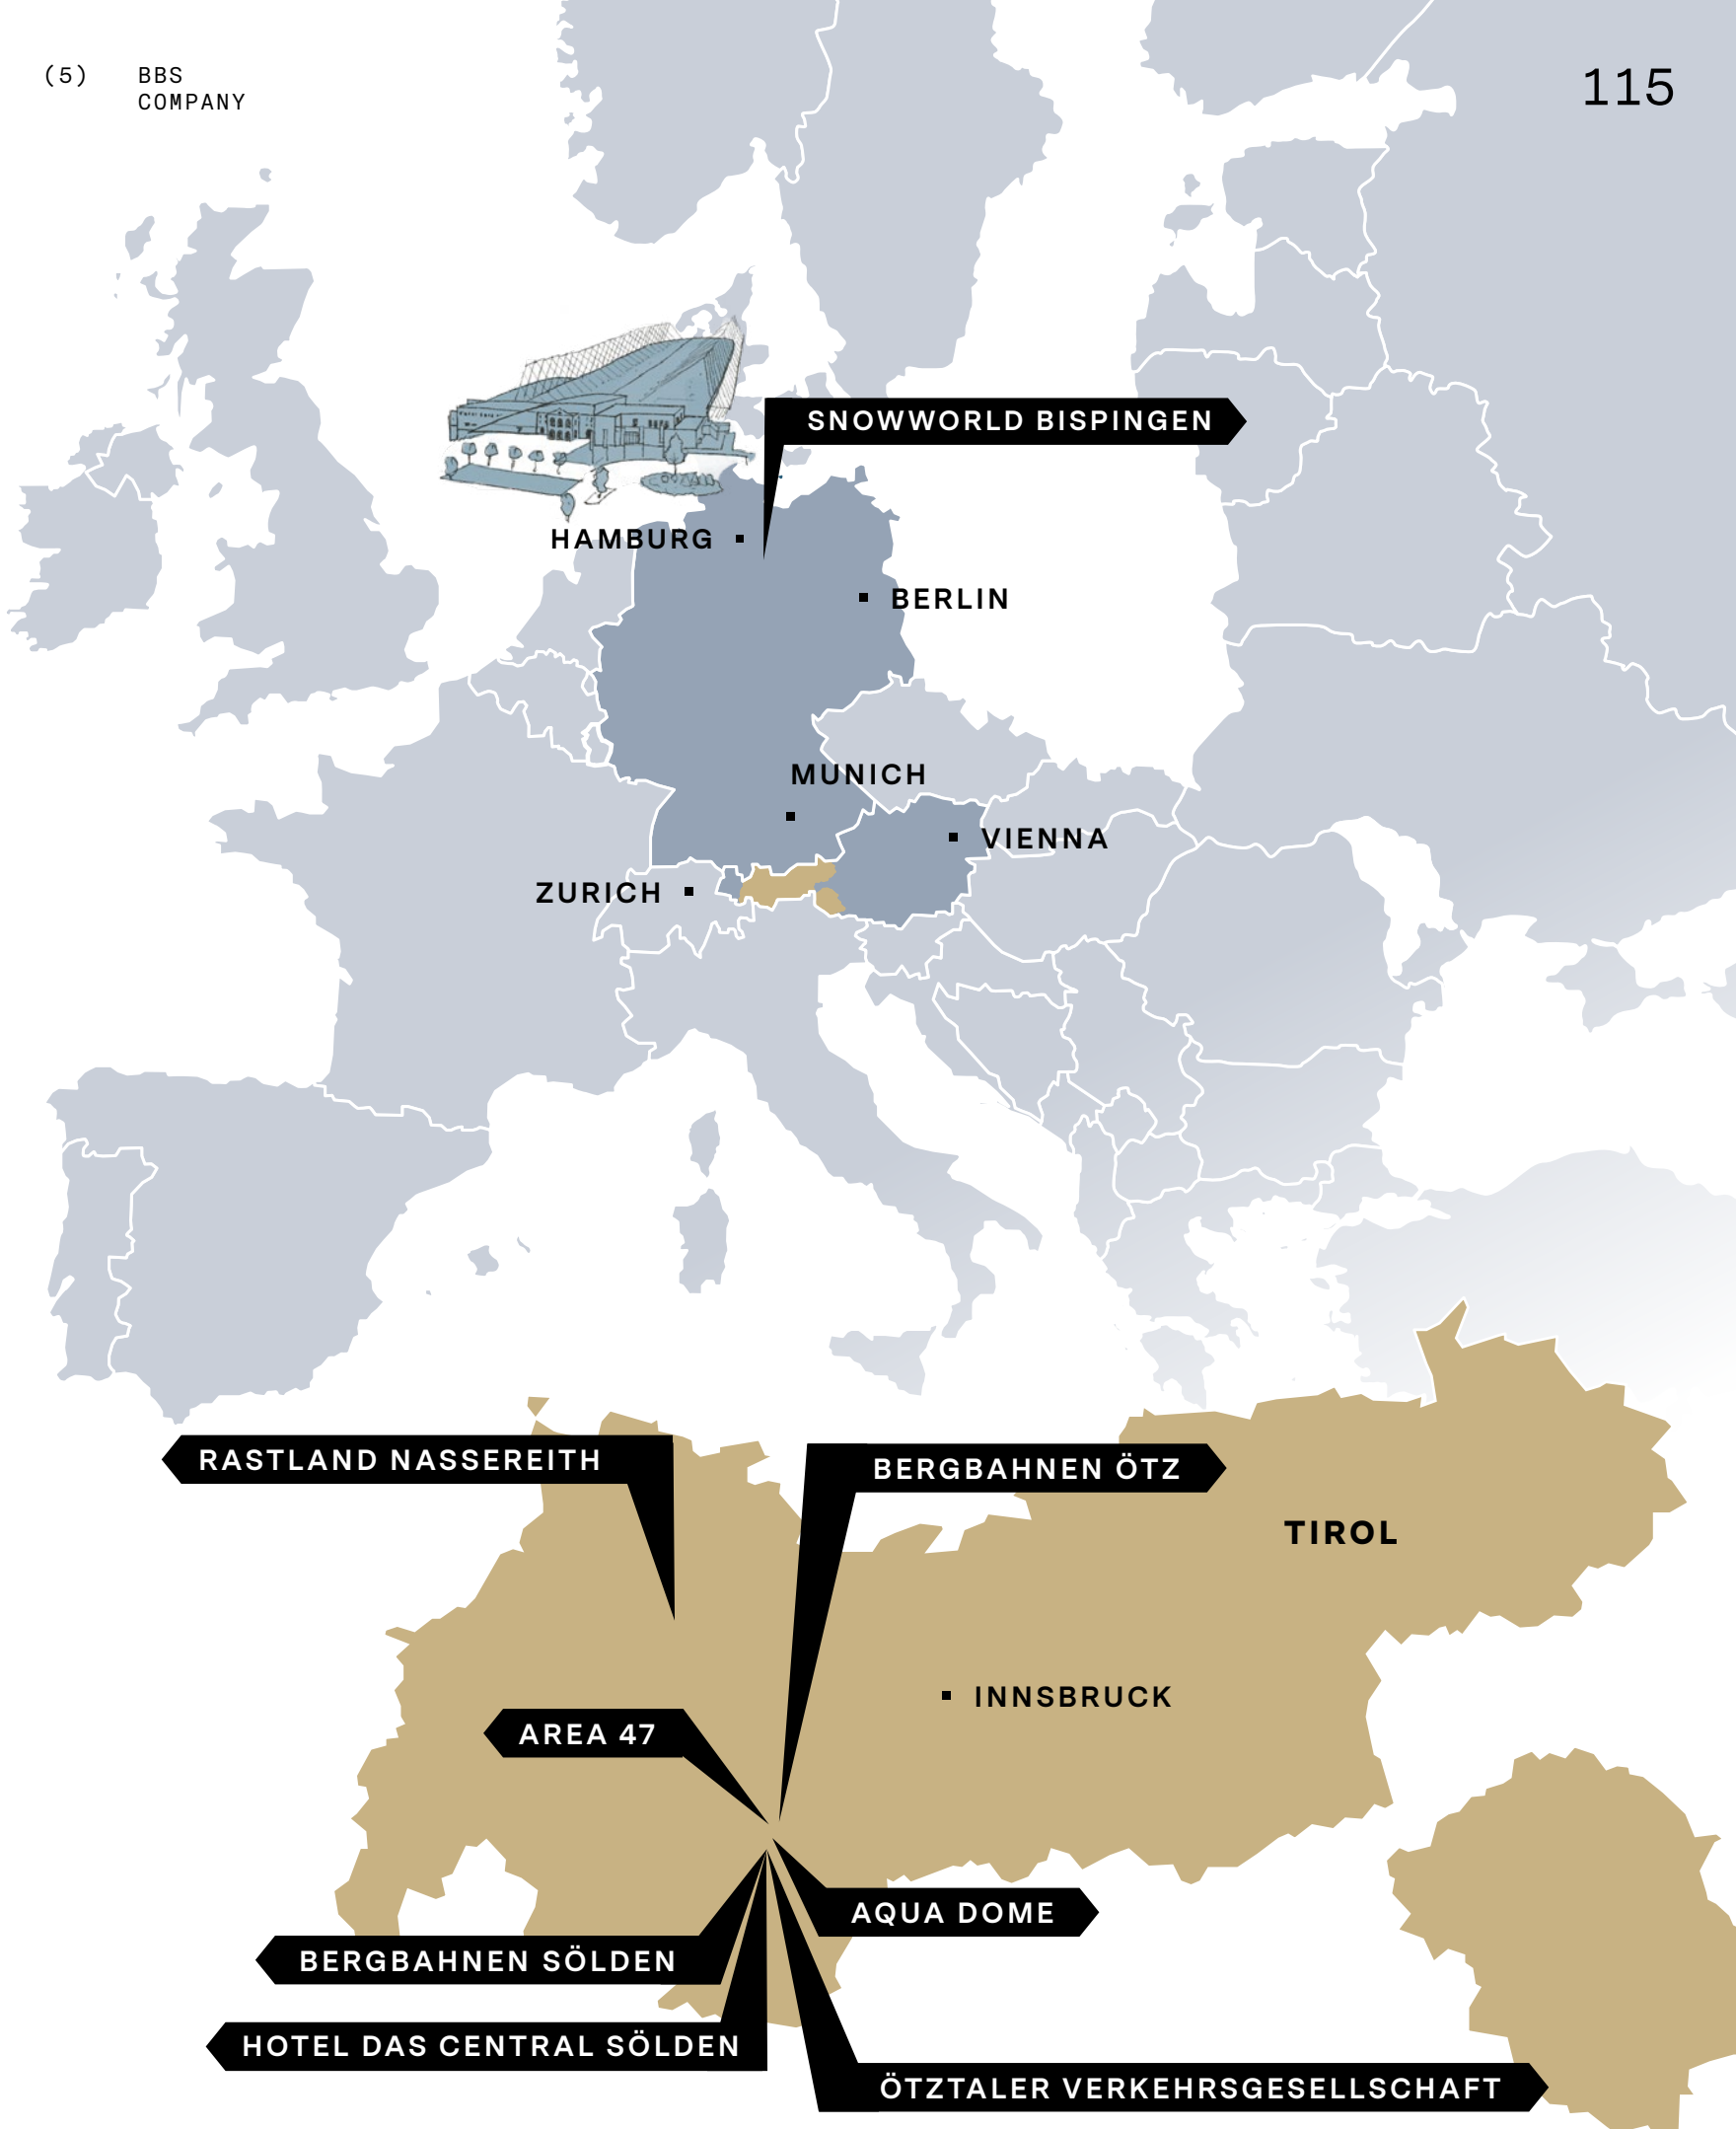 (5)
BBS
COMPANY
115
SNOWWORLD BISPINGEN
HAMBURG
BERLIN
MUNICH
VIENNA
ZURICH
RASTLAND NASSEREITH
BERGBAHNEN ÖTZ
TIROL
INNSBRUCK
AREA 47
AQUA DOME
BERGBAHNEN SÖLDEN
HOTEL DAS CENTRAL SÖLDEN
ÖTZTALER VERKEHRSGESELLSCHAFT